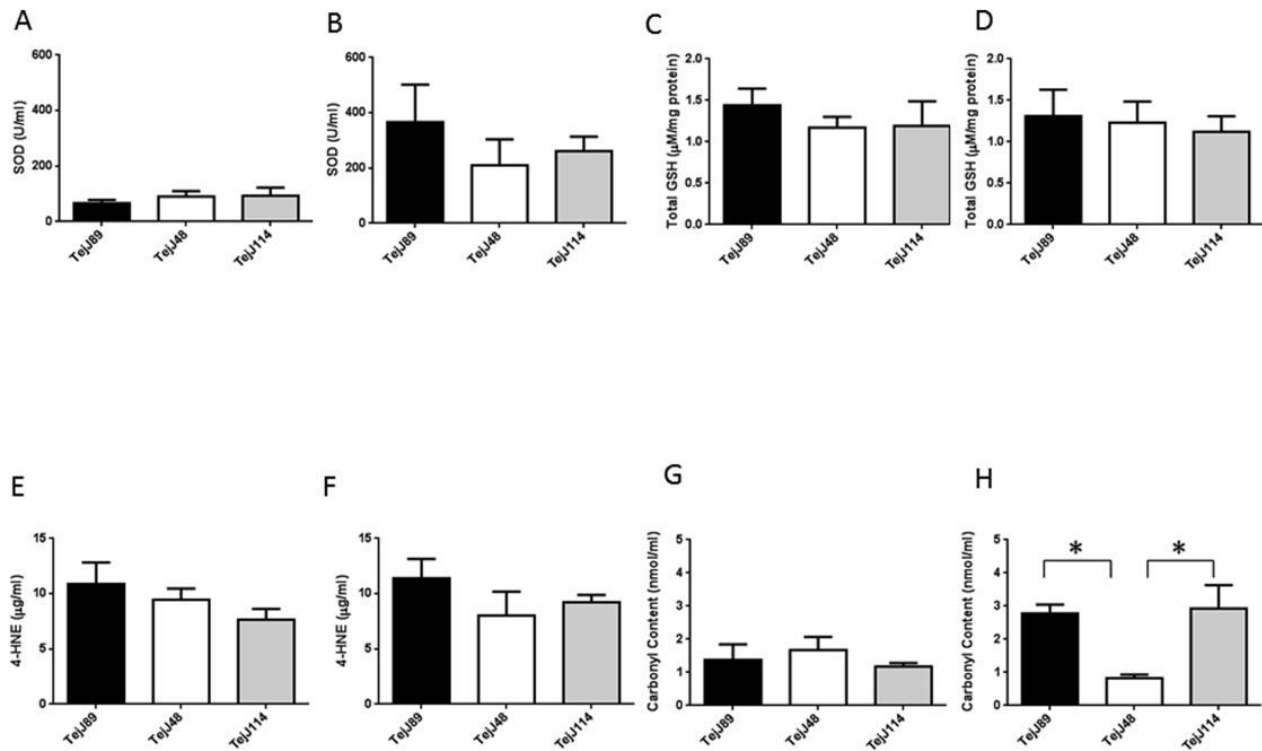 A
B
C
D
600
400
200
0
SOD (U/ml)
TejJ89
TejJ48
TejJ114
600
400
200
0
SOD (U/ml)
TejJ89
TejJ48
TejJ114
2.0
1.5
1.0
0.5
0.0
Total GSH (μM/mg protein)
TejJ89
TejJ48
TejJ114
2.0
1.5
1.0
0.5
0.0
Total GSH (μM/mg protein)
TejJ89
TejJ48
TejJ114
E
F
G
H
15
10
5
0
4-HNE (μg/ml)
TejJ89
TejJ48
TejJ114
15
10
5
0
4-HNE (μg/ml)
TejJ89
TejJ48
TejJ114
5
4
3
2
1
0
Carbonyl Content (nmol/ml)
TejJ89
TejJ48
TejJ114
5
4
3
2
1
0
Carbonyl Content (nmol/ml)
* *
TejJ89
TejJ48
TejJ114